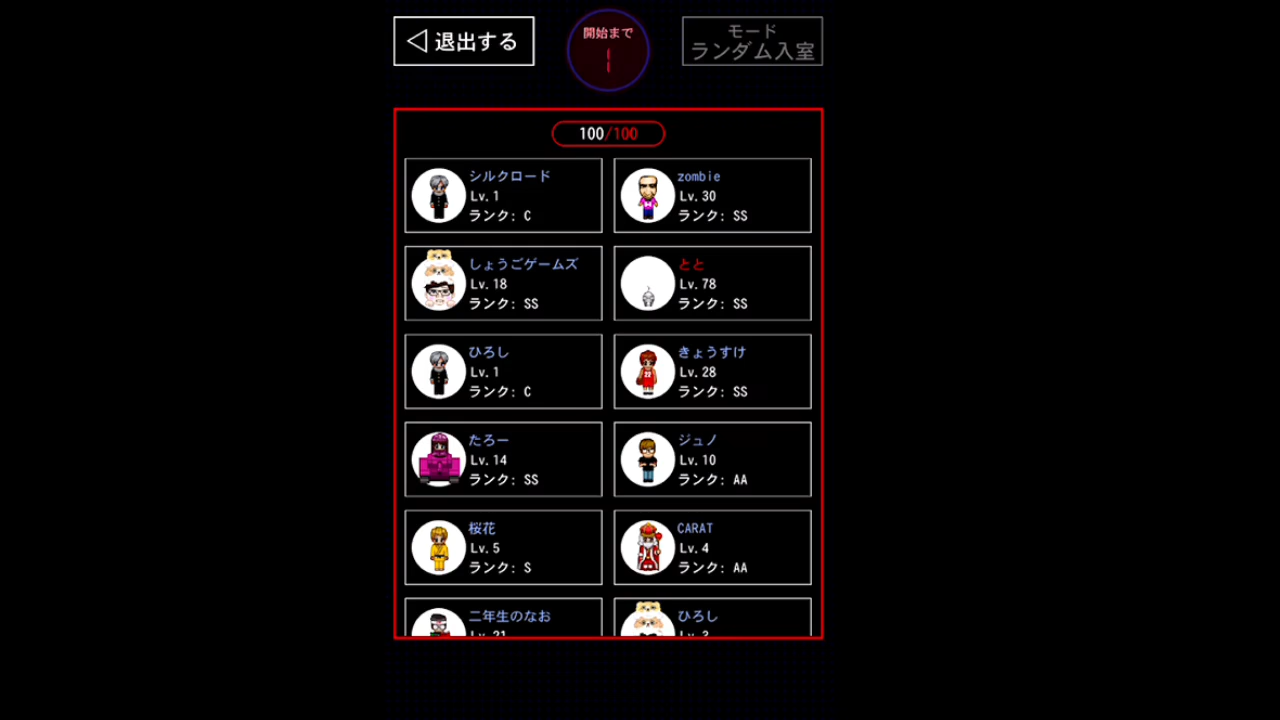 退出する
開始まで
1
モード
ランダム入室
100/100
シルクロード
Lv.1
ランク: C
zombie
Lv.30
ランク: SS
しょうごゲームズ
Lv.18
ランク: SS
とと
Lv.78
ランク: SS
ひろし
Lv.1
ランク: C
きょうすけ
Lv.28
ランク: SS
たろー
Lv.14
ランク: SS
ジュノ
Lv.10
ランク: AA
桜花
Lv.5
ランク: S
CARAT
Lv.4
ランク: AA
二年生のなお
Lv.21
ひろし